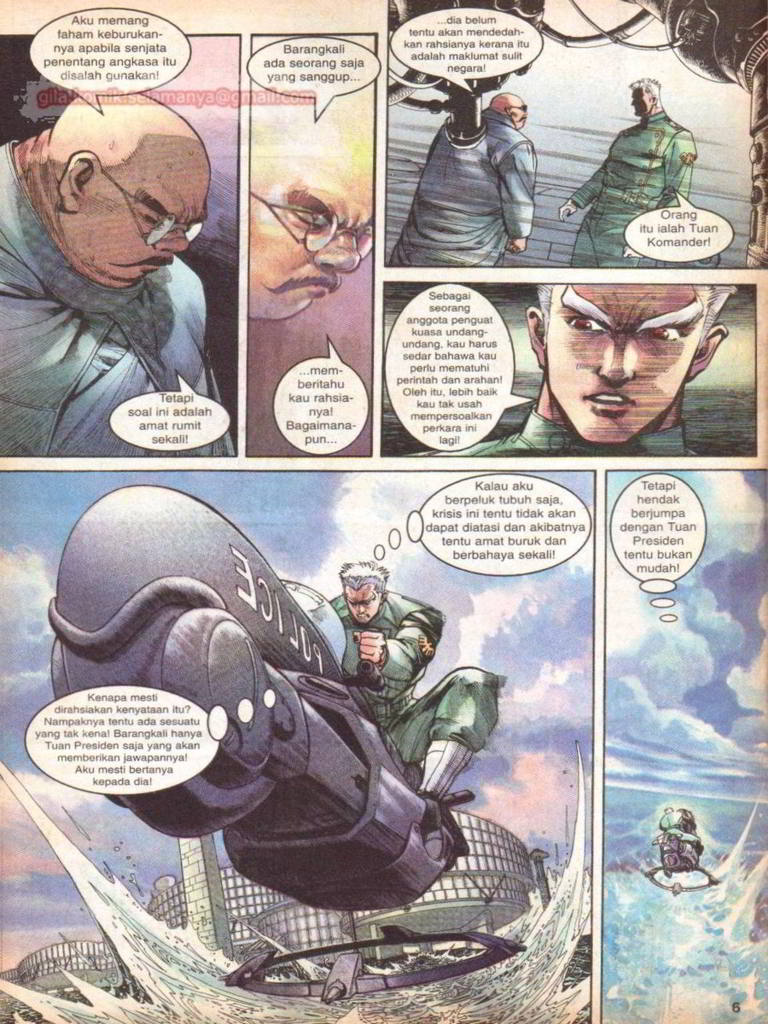 Aku memang
faham keburukan-
nya apabila senjata
penentang angkasa itu
disalah gunakan!
gilakomik.selamanya@gmail.com
Tetapi
soal ini adalah
amat rumit
sekali!
Barangkali
ada seorang saja
yang sanggup...
...mem-
beritahu
kau rahsia-
nya!
Bagaimana-
pun...
...dia belum
tentu akan mendedah-
kan rahsianya kerana itu
adalah maklumat sulit
negara!
Orang
itu ialah Tuan
Komander!
Sebagai
seorang
anggota penguat
kuasa undang-
undang, kau harus
sedar bahawa kau
perlu mematuhi
perintah dan arahan!
Oleh itu, lebih baik
kau tak usah
mempersoalkan
perkara ini
lagi!
Kalau aku
berpeluk tubuh saja,
krisis ini tentu tidak akan
dapat diatasi dan akibatnya
tentu amat buruk dan
berbahaya sekali!
POLICE
Kenapa mesti
dirahsiakan kenyataan itu?
Nampaknya tentu ada sesuatu
yang tak kena! Barangkali hanya
Tuan Presiden saja yang akan
memberikan jawapannya!
Aku mesti bertanya
kepada dia!
Tetapi
hendak
berjumpa
dengan Tuan
Presiden
tentu bukan
mudah!
6